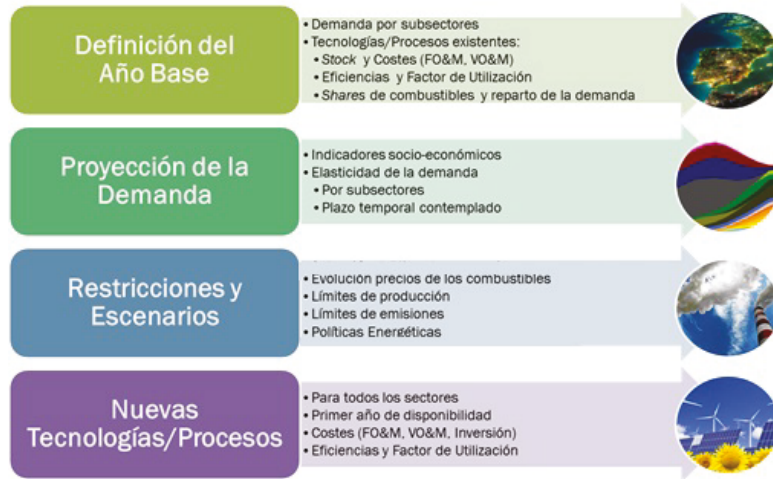 Definición del
Año Base
• Demanda por subsectores
• Tecnologías/Procesos existentes:
• Stock y Costes (FO&M, VO&M)
• Eficiencias y Factor de Utilización
• Shares de combustibles y reparto de la demanda
Proyección de la
Demanda
• Indicadores socio-económicos
• Elasticidad de la demanda
• Por subsectores
• Plazo temporal contemplado
Restricciones y
Escenarios
• Evolución precios de los combustibles
• Límites de producción
• Límites de emisiones
• Políticas Energéticas
Nuevas
Tecnologías/Procesos
• Para todos los sectores
• Primer año de disponibilidad
• Costes (FO&M, VO&M, Inversión)
• Eficiencias y Factor de Utilización